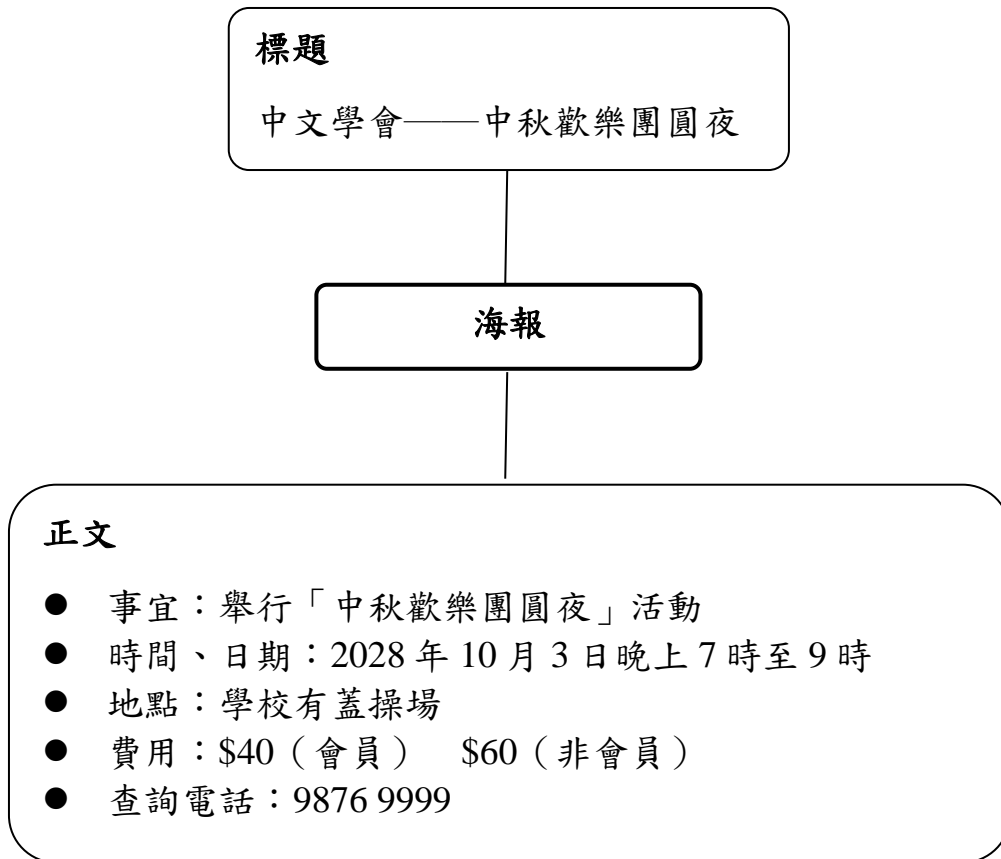 標題
中文學會——中秋歡樂團圓夜
海報
正文
● 事宜：舉行「中秋歡樂團圓夜」活動
● 時間、日期：2028 年 10 月 3 日晚上 7 時至 9 時
● 地點：學校有蓋操場
● 費用：$40（會員） $60（非會員）
● 查詢電話：9876 9999